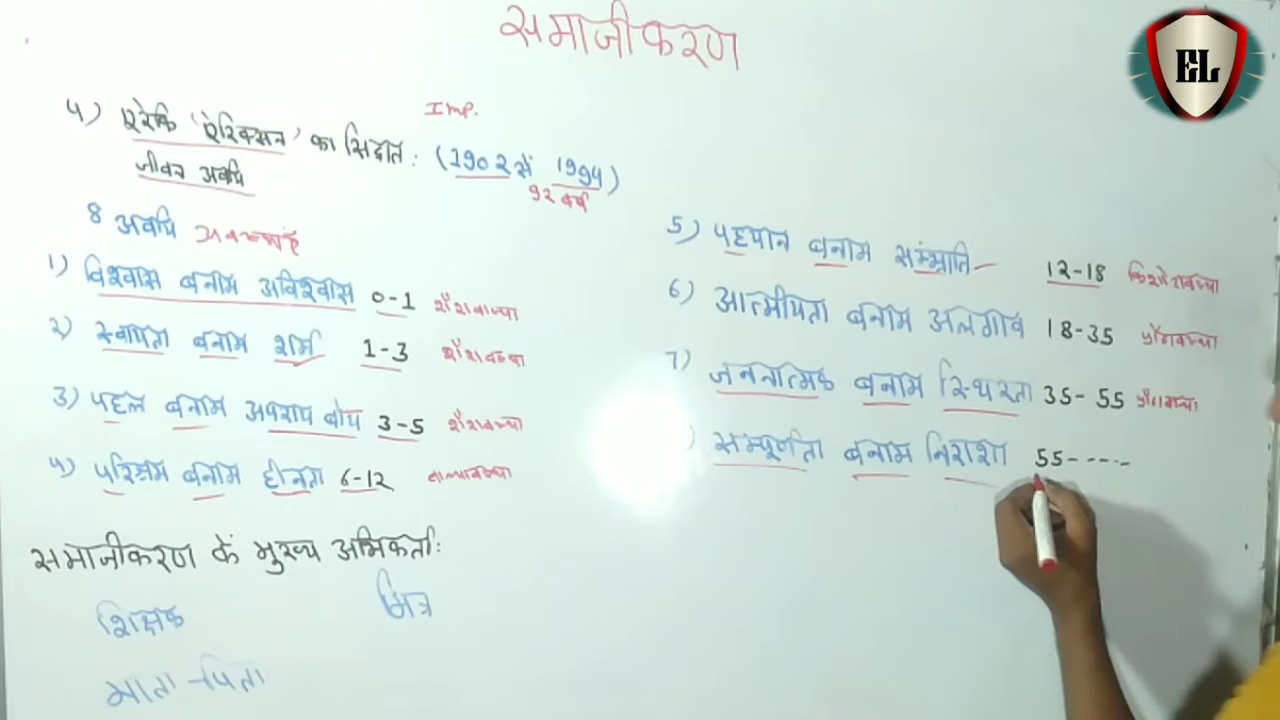 समाजीकरण
EL
Imp.
4) एरिक 'ऐरिक्सन' का सिद्धांत: (1902 से 1994)
जीवन अवधि
92 वर्ष
8 अवधि अवस्थाएं
1) विश्वास बनाम अविश्वास 0-1 शैशवावस्था
2) स्वायता बनाम शर्म 1-3 शैशवावस्था
3) पहल बनाम अपराध बोध 3-5 शैशवावस्था
4) परिश्रम बनाम हीनता 6-12 बाल्यावस्था
समाजीकरण के मुख्य अभिकर्ता:
शिक्षक मित्र
माता-पिता
5) पहचान बनाम संभ्राति 12-18 किशोरावस्था
6) आत्मीयता बनाम अलगाव 18-35 प्रौढावस्था
7) जननात्मक बनाम स्थिरता 35-55 प्रौढावस्था
) सम्पूर्णता बनाम निराशा 55-----